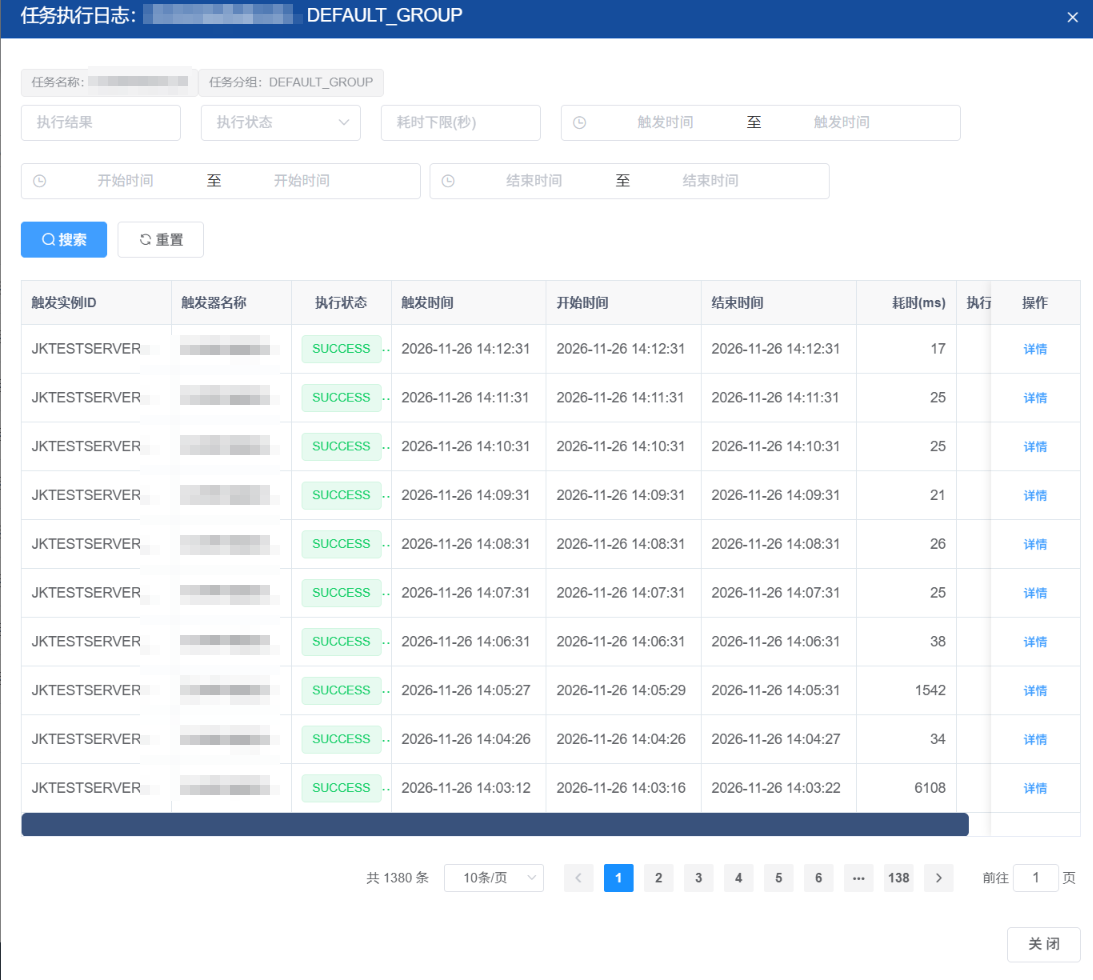 任务执行日志: DEFAULT_GROUP
任务名称: 任务分组: DEFAULT_GROUP
执行结果 执行状态 耗时下限(秒) 触发时间 至 触发时间
开始时间 至 开始时间 结束时间 至 结束时间
搜索 重置
触发实例ID 触发器名称 执行状态 触发时间 开始时间 结束时间 耗时(ms) 执行 操作
JKTESTSERVER SUCCESS 2026-11-26 14:12:31 2026-11-26 14:12:31 2026-11-26 14:12:31 17 详情
JKTESTSERVER SUCCESS 2026-11-26 14:11:31 2026-11-26 14:11:31 2026-11-26 14:11:31 25 详情
JKTESTSERVER SUCCESS 2026-11-26 14:10:31 2026-11-26 14:10:31 2026-11-26 14:10:31 25 详情
JKTESTSERVER SUCCESS 2026-11-26 14:09:31 2026-11-26 14:09:31 2026-11-26 14:09:31 21 详情
JKTESTSERVER SUCCESS 2026-11-26 14:08:31 2026-11-26 14:08:31 2026-11-26 14:08:31 26 详情
JKTESTSERVER SUCCESS 2026-11-26 14:07:31 2026-11-26 14:07:31 2026-11-26 14:07:31 25 详情
JKTESTSERVER SUCCESS 2026-11-26 14:06:31 2026-11-26 14:06:31 2026-11-26 14:06:31 38 详情
JKTESTSERVER SUCCESS 2026-11-26 14:05:27 2026-11-26 14:05:29 2026-11-26 14:05:31 1542 详情
JKTESTSERVER SUCCESS 2026-11-26 14:04:26 2026-11-26 14:04:26 2026-11-26 14:04:27 34 详情
JKTESTSERVER SUCCESS 2026-11-26 14:03:12 2026-11-26 14:03:16 2026-11-26 14:03:22 6108 详情
共 1380 条 10条/页 1 2 3 4 5 6 ... 138 前往 1 页
关 闭